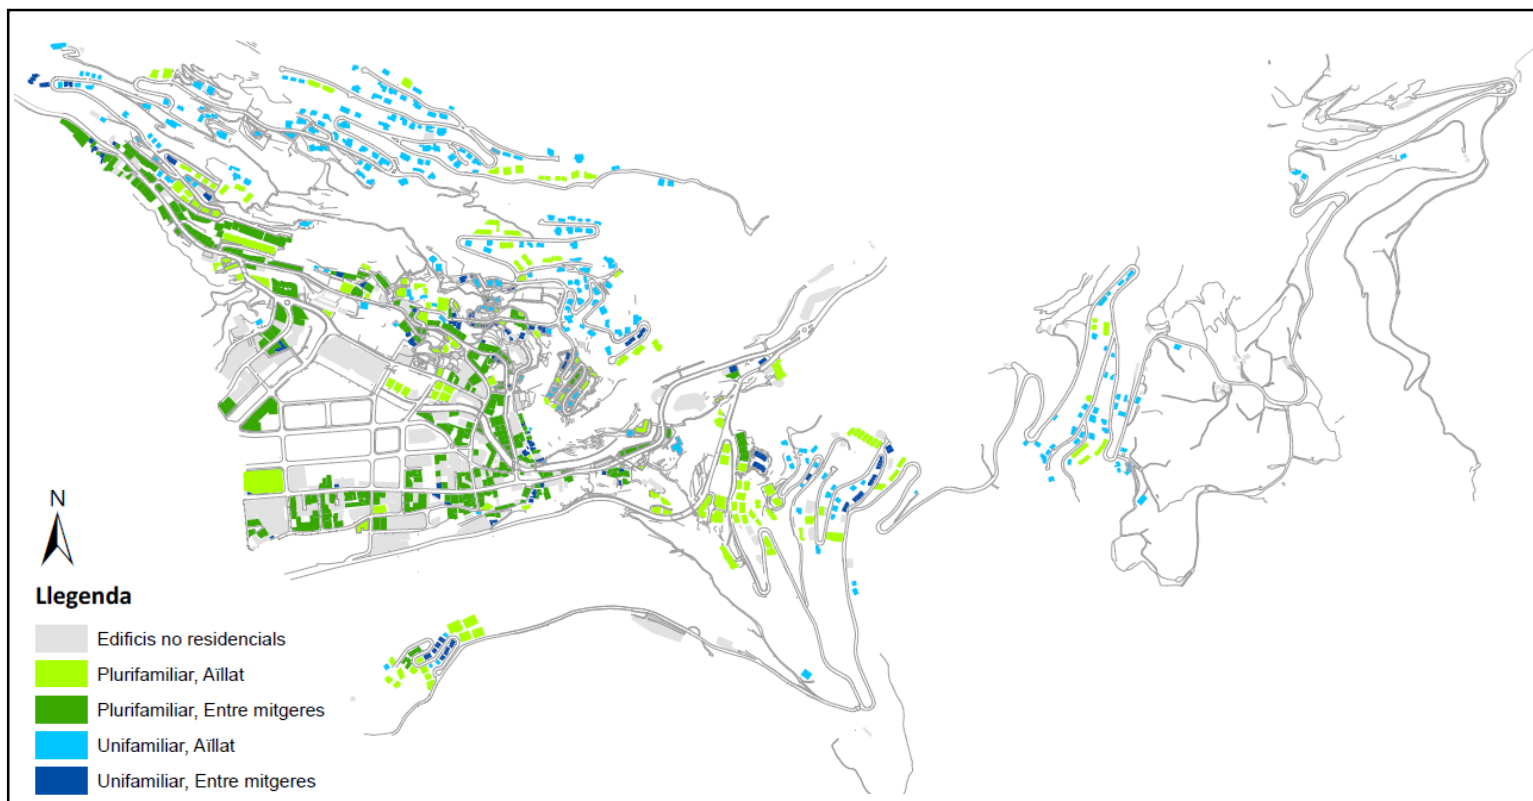 N
Llegenda
Edificis no residencials
Plurifamiliar, Aïllat
Plurifamiliar, Entre mitgeres
Unifamiliar, Aïllat
Unifamiliar, Entre mitgeres